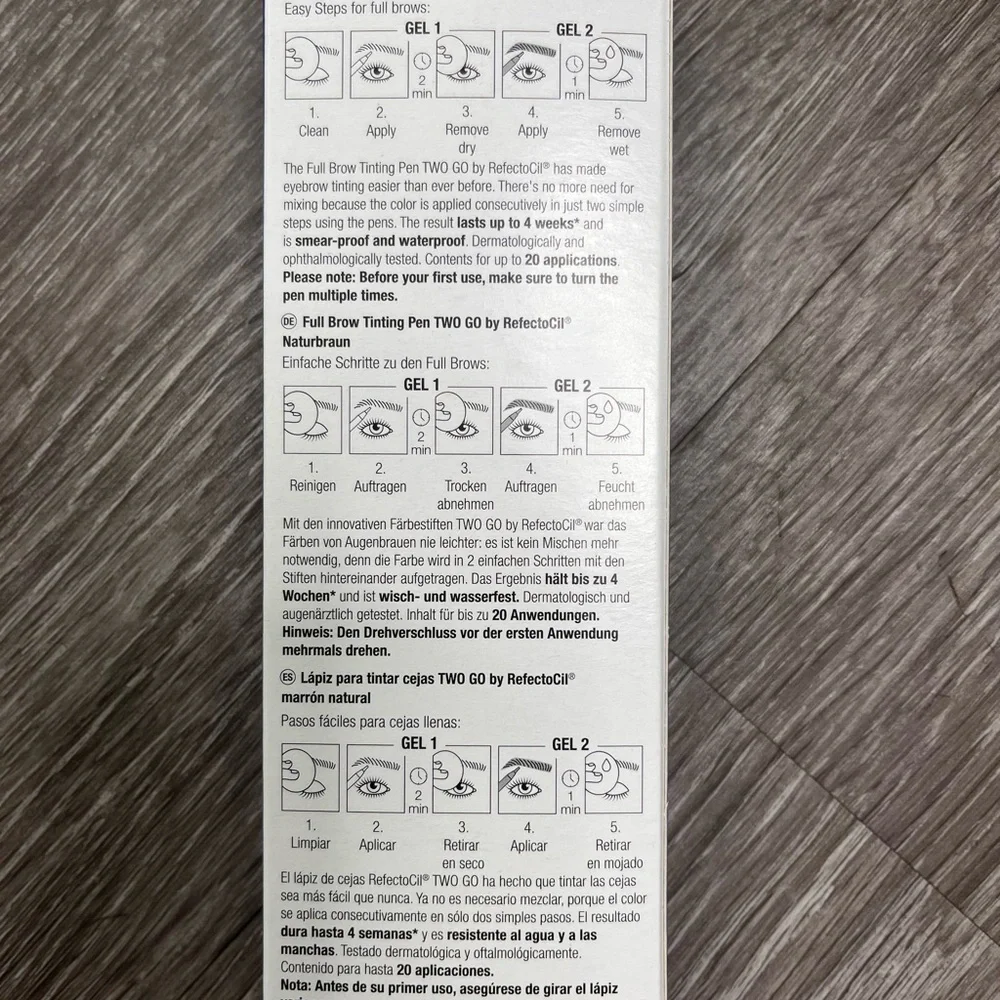 Easy Steps for full brows:
GEL 1 GEL 2
2 min 1 min
1. 2. 3. 4. 5.
Clean Apply Remove dry Apply Remove wet
The Full Brow Tinting Pen TWO GO by RefectoCil® has made
eyebrow tinting easier than ever before. There's no more need for
mixing because the color is applied consecutively in just two simple
steps using the pens. The result lasts up to 4 weeks* and
is smear-proof and waterproof. Dermatologically and
ophthalmologically tested. Contents for up to 20 applications.
Please note: Before your first use, make sure to turn the
pen multiple times.
DE Full Brow Tinting Pen TWO GO by RefectoCil®
Naturbraun
Einfache Schritte zu den Full Brows:
GEL 1 GEL 2
2 min 1 min
1. 2. 3. 4. 5.
Reinigen Auftragen Trocken abnehmen Auftragen Feucht abnehmen
Mit den innovativen Färbestiften TWO GO by RefectoCil® war das
Färben von Augenbrauen nie leichter: es ist kein Mischen mehr
notwendig, denn die Farbe wird in 2 einfachen Schritten mit den
Stiften hintereinander aufgetragen. Das Ergebnis hält bis zu 4
Wochen* und ist wisch- und wasserfest. Dermatologisch und
augenärztlich getestet. Inhalt für bis zu 20 Anwendungen.
Hinweis: Den Drehverschluss vor der ersten Anwendung
mehrmals drehen.
ES Lápiz para tintar cejas TWO GO by RefectoCil®
marrón natural
Pasos fáciles para cejas llenas:
GEL 1 GEL 2
2 min 1 min
1. 2. 3. 4. 5.
Limpiar Aplicar Retirar en seco Aplicar Retirar en mojado
El lápiz de cejas RefectoCil® TWO GO ha hecho que tintar las cejas
sea más fácil que nunca. Ya no es necesario mezclar, porque el color
se aplica consecutivamente en sólo dos simples pasos. El resultado
dura hasta 4 semanas* y es resistente al agua y a las
manchas. Testado dermatológica y oftalmológicamente.
Contenido para hasta 20 aplicaciones.
Nota: Antes de su primer uso, asegúrese de girar el lápiz